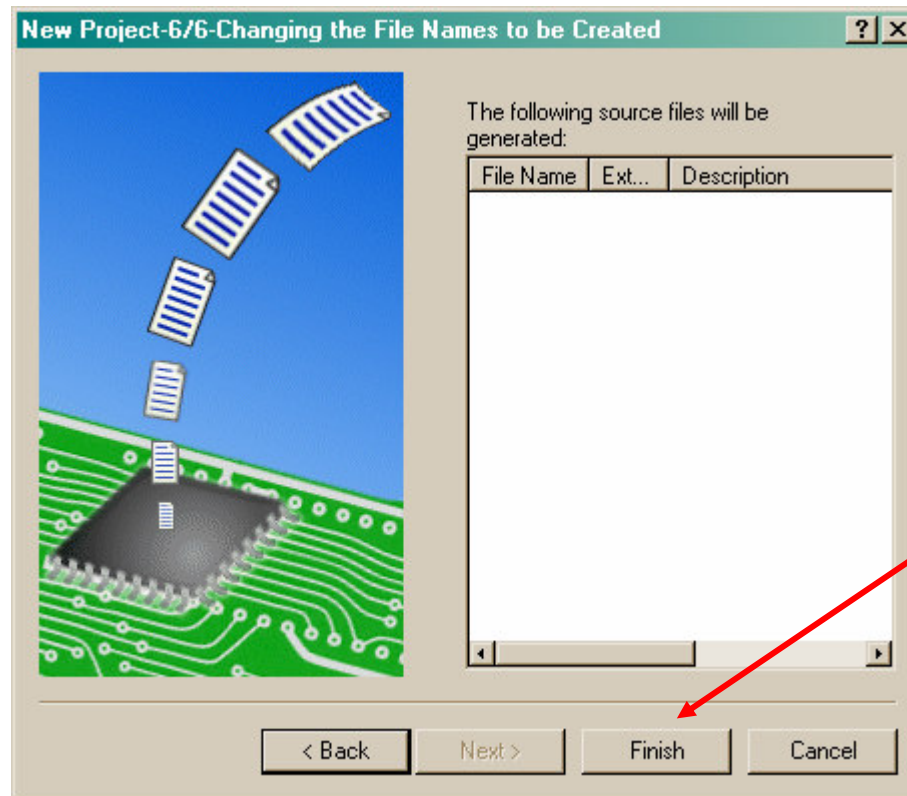 New Project-6/6-Changing the File Names to be Created
The following source files will be
generated:
File Name Ext... Description
< Back Next > Finish Cancel